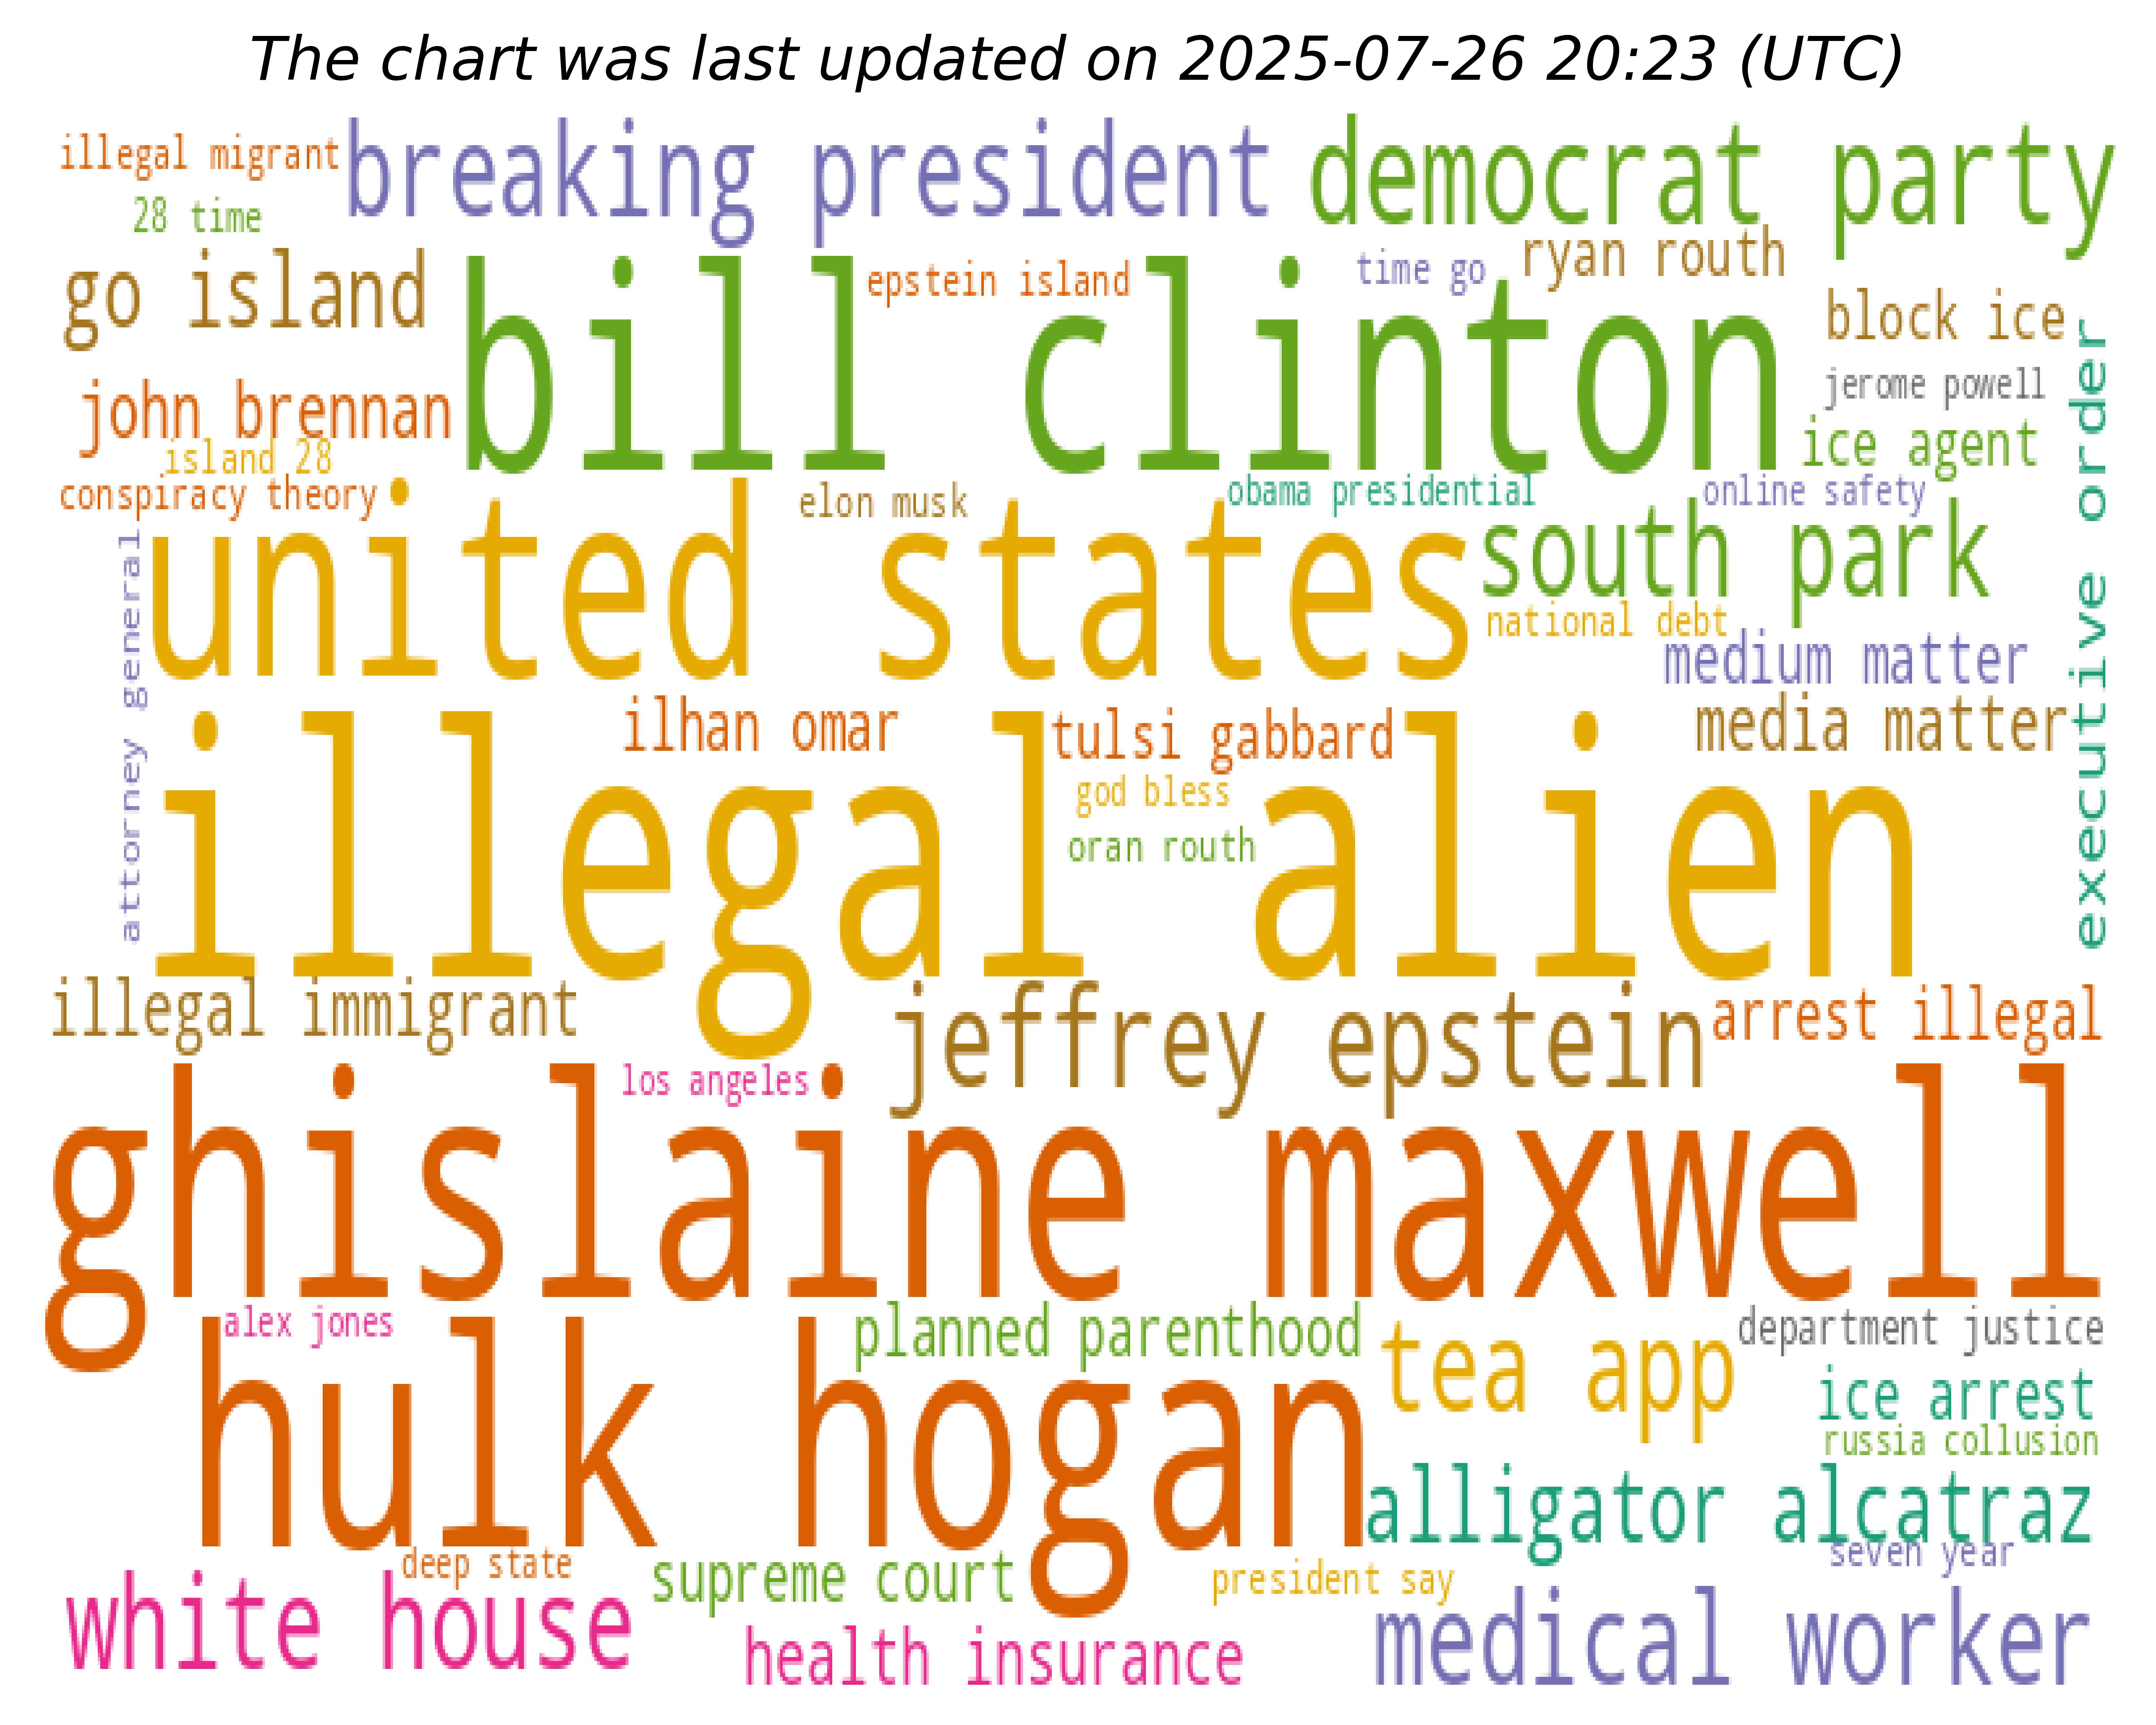 The chart was last updated on 2025-07-26 20:23 (UTC)
illegal migrant
breaking president
democrat party
28 time
go island
epstein island
time go
ryan routh
bill clinton
block ice
john brennan
jerome powell
ice agent
island 28
conspiracy theory
elon musk
obama presidential
online safety
executive order
attorney general
united states
south park
national debt
medium matter
ilhan omar
tulsi gabbard
media matter
god bless
oran routh
illegal alien
illegal immigrant
jeffrey epstein
arrest illegal
los angeles
ghislaine maxwell
alex jones
planned parenthood
tea app
department justice
hulk hogan
ice arrest
russia collusion
alligator alcatraz
deep state
supreme court
president say
seven year
white house
health insurance
medical worker